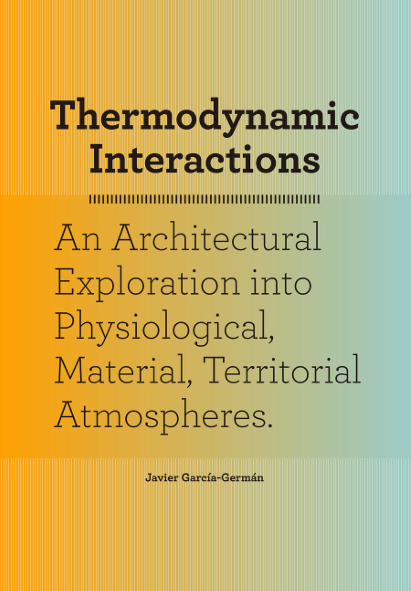 Thermodynamic
Interactions
An Architectural
Exploration into
Physiological,
Material, Territorial
Atmospheres.
Javier García-Germán